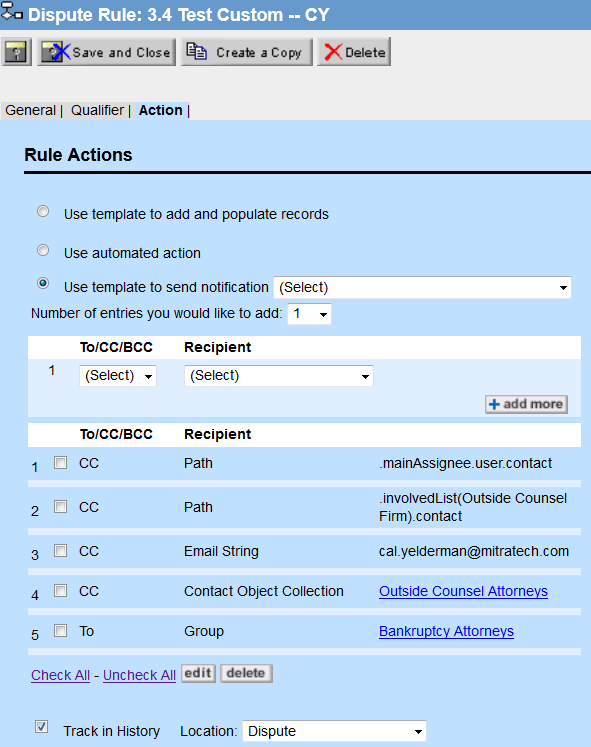 Dispute Rule: 3.4 Test Custom -- CY
? ? Save and Close Create a Copy Delete
General | Qualifier | Action |
Rule Actions
Use template to add and populate records
Use automated action
Use template to send notification (Select)
Number of entries you would like to add: 1
To/CC/BCC Recipient
1 (Select) (Select)
+ add more
To/CC/BCC Recipient
1 CC Path .mainAssignee.user.contact
2 CC Path .involvedList(Outside Counsel
Firm).contact
3 CC Email String cal.yelderman@mitratech.com
4 CC Contact Object Collection Outside Counsel Attorneys
5 To Group Bankruptcy Attorneys
Check All - Uncheck All edit delete
Track in History Location: Dispute